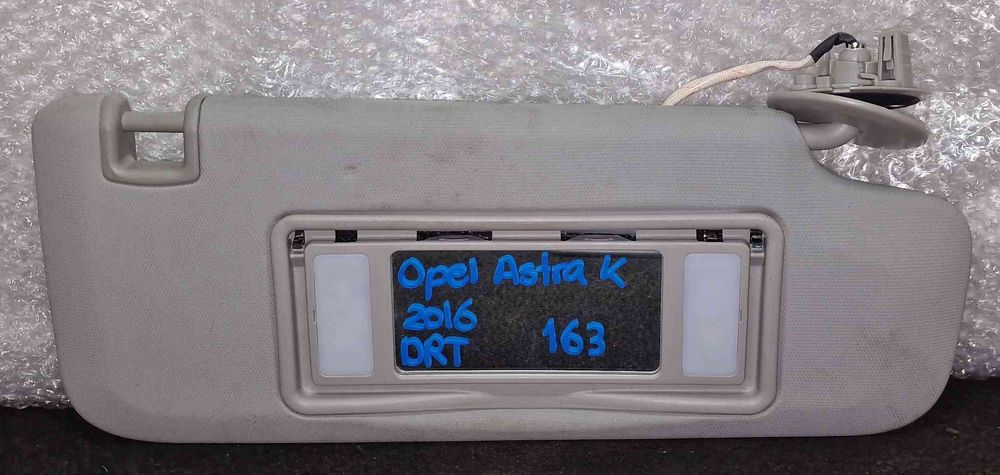 Opel Astra K
2016
DRT 163